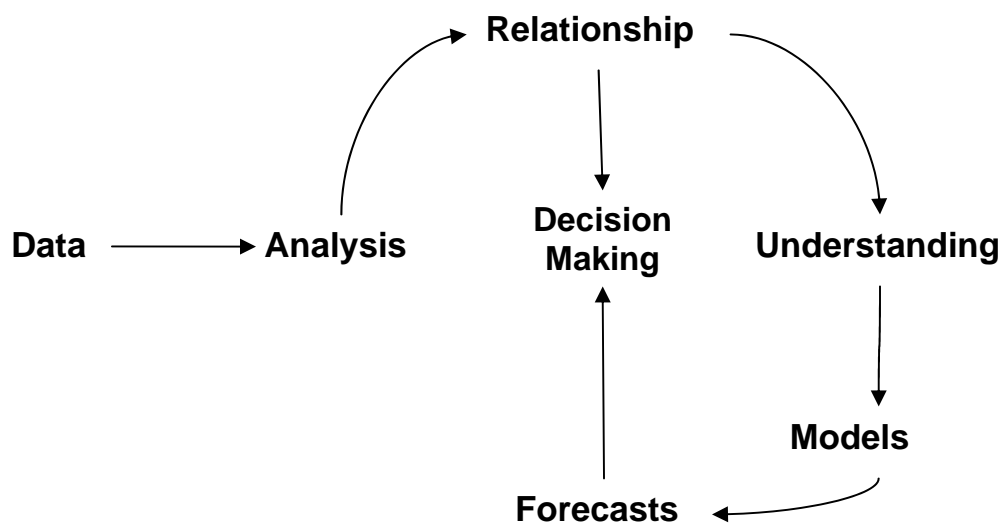 Relationship
Data
Analysis
Decision
Making
Understanding
Models
Forecasts